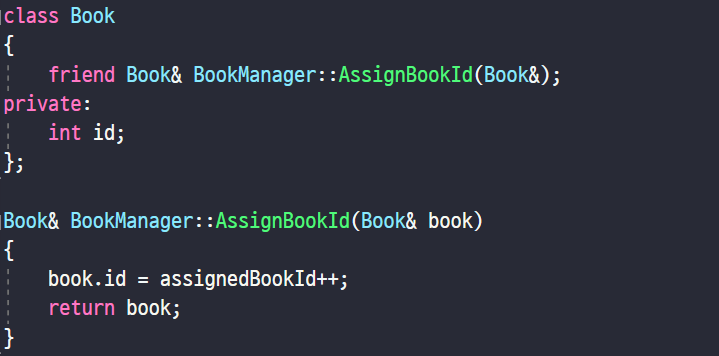 class Book
{
    friend Book& BookManager::AssignBookId(Book&);
private:
    int id;
};
Book& BookManager::AssignBookId(Book& book)
{
    book.id = assignedBookId++;
    return book;
}